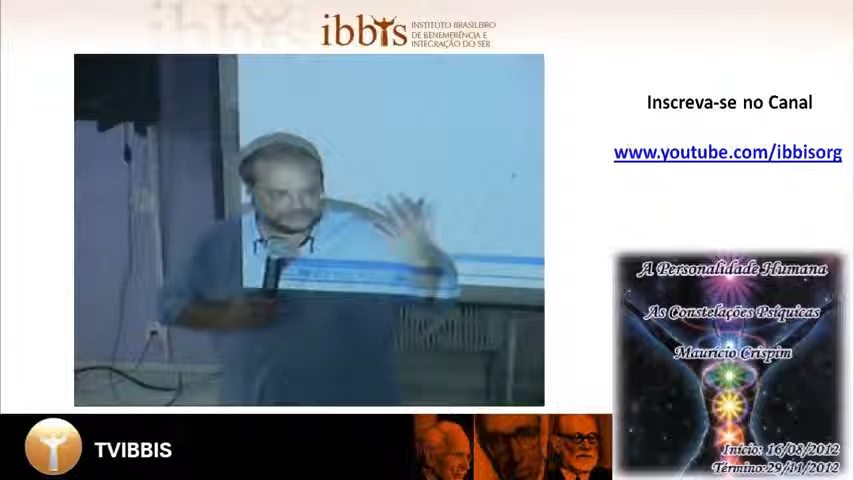 ibbis
INSTITUTO BRASILEIRO
DE BENEMERÊNCIA E
INTEGRAÇÃO DO SER
Inscreva-se no Canal
www.youtube.com/ibbisorg
A Personalidade Humana
As Constelações Psíquicas
Maurício Crispim
Início: 16/08/2012
Término:29/11/2012
TVIBBIS